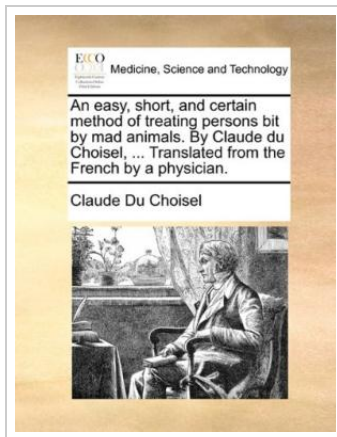 ECCO
Medicine, Science and Technology
An easy, short, and certain
method of treating persons bit
by mad animals. By Claude du
Choisel, ... Translated from the
French by a physician.
Claude Du Choisel